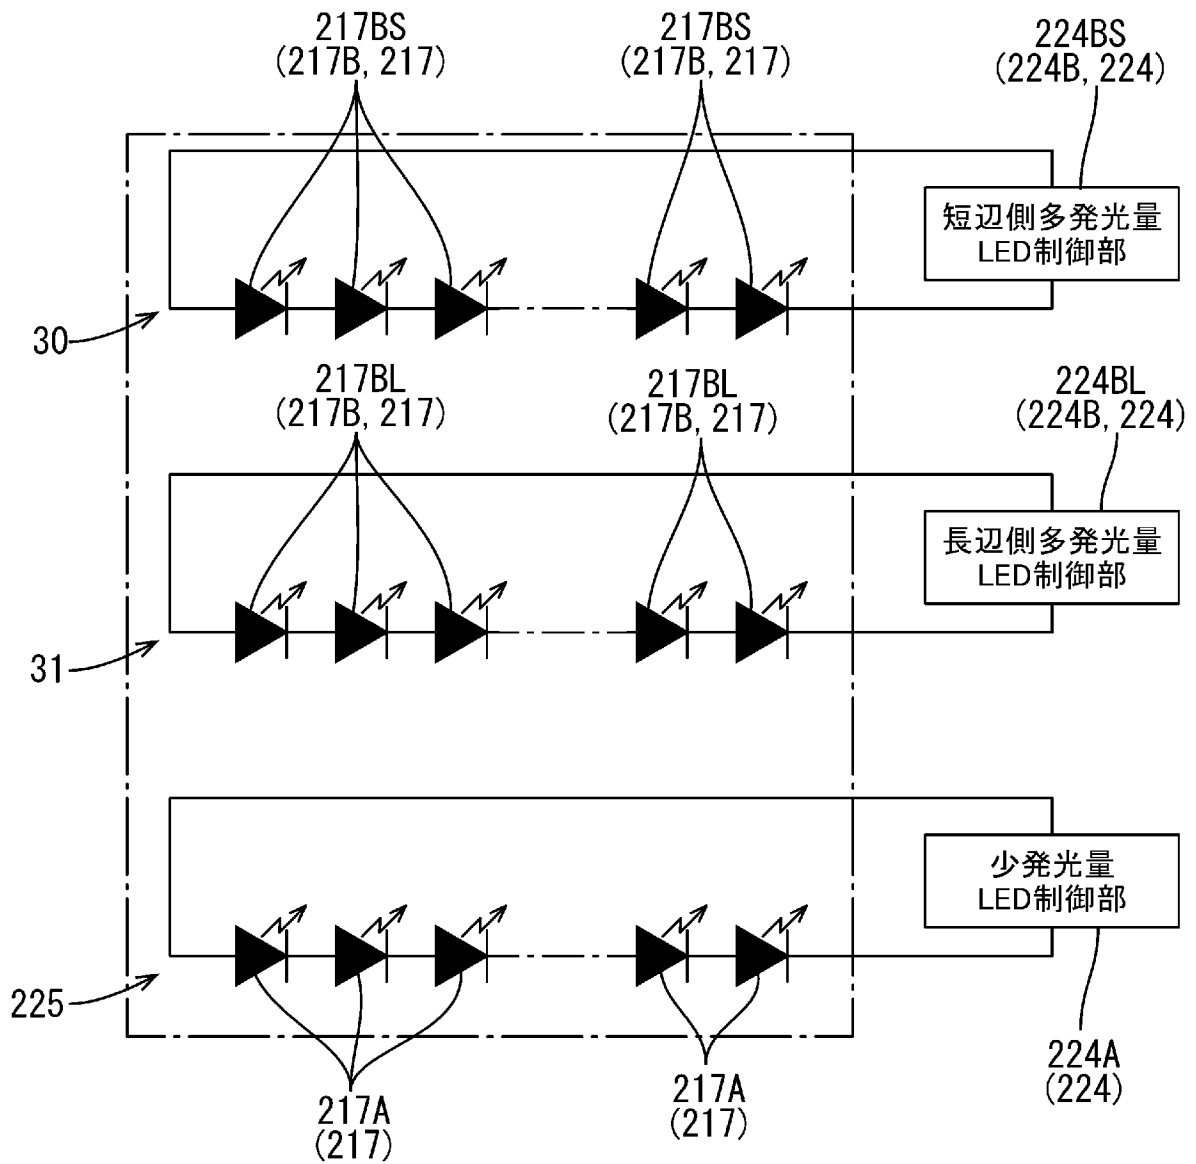 217BS
(217B, 217)
217BS
(217B, 217)
224BS
(224B, 224)
短辺側多発光量
LED制御部
30
217BL
(217B, 217)
217BL
(217B, 217)
224BL
(224B, 224)
長辺側多発光量
LED制御部
31
少発光量
LED制御部
225
217A
(217)
217A
(217)
224A
(224)